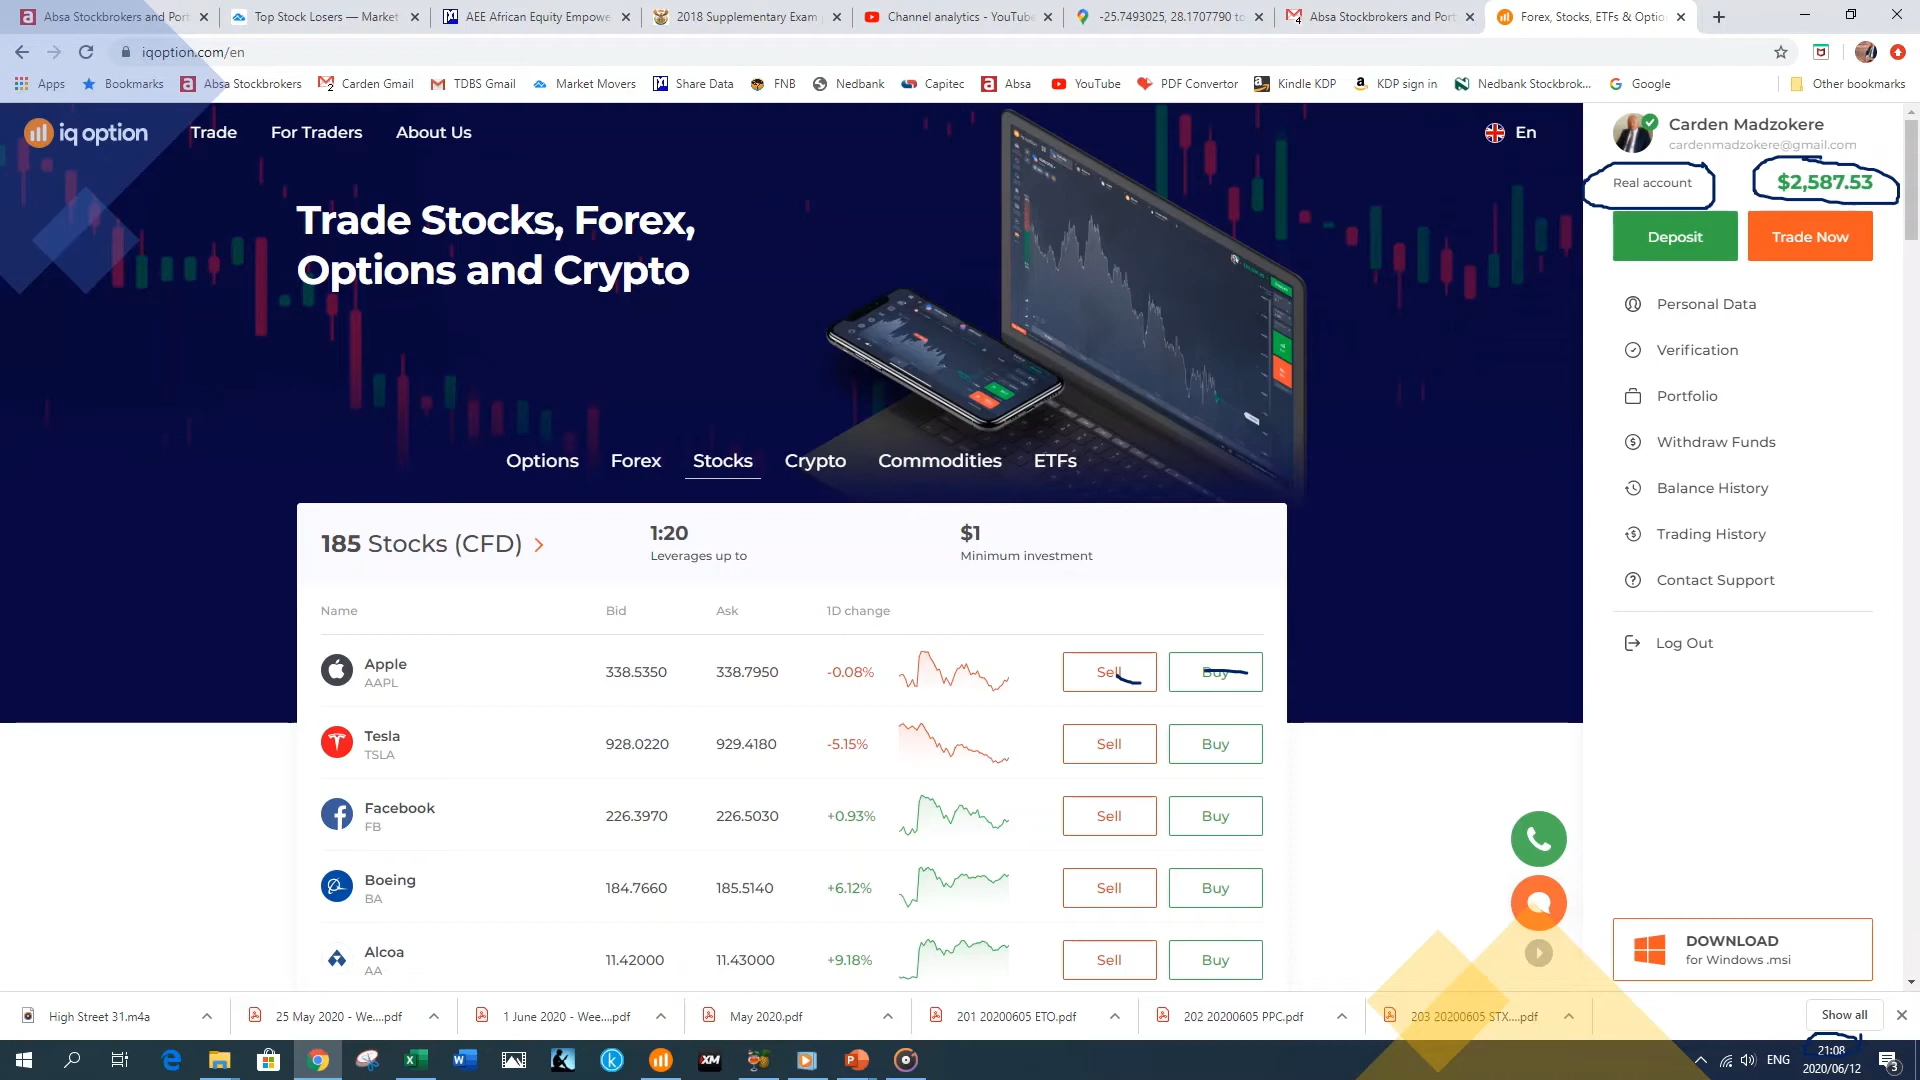 Absa Stockbrokers and Port
Top Stock Losers — Market
AEE African Equity Empowe
2018 Supplementary Exam
Channel analytics - YouTube
-25.7493025, 28.1707790 to
Absa Stockbrokers and Port
Forex, Stocks, ETFs & Optio
iqoption.com/en
Apps
Bookmarks
Absa Stockbrokers
Carden Gmail
TDBS Gmail
Market Movers
Share Data
FNB
Nedbank
Capitec
Absa
YouTube
PDF Convertor
Kindle KDP
KDP sign in
Nedbank Stockbrok...
Google
Other bookmarks
iq option
Trade
For Traders
About Us
En
Carden Madzokere
cardenmadzokere@gmail.com
Real account
$2,587.53
Deposit
Trade Now
Trade Stocks, Forex,
Options and Crypto
Personal Data
Verification
Portfolio
Withdraw Funds
Balance History
Trading History
Contact Support
Log Out
Options
Forex
Stocks
Crypto
Commodities
ETFs
185 Stocks (CFD)
1:20
Leverages up to
$1
Minimum investment
Name Bid Ask 1D change
Apple
AAPL
338.5350 338.7950 -0.08% Sell Buy
Tesla
TSLA
928.0220 929.4180 -5.15% Sell Buy
Facebook
FB
226.3970 226.5030 +0.93% Sell Buy
Boeing
BA
184.7660 185.5140 +6.12% Sell Buy
Alcoa
AA
11.42000 11.43000 +9.18% Sell Buy
DOWNLOAD
for Windows .msi
High Street 31.m4a
25 May 2020 - We....pdf
1 June 2020 - Wee....pdf
May 2020.pdf
201 20200605 ETO.pdf
202 20200605 PPC.pdf
203 20200605 STX....pdf
Show all
XM
ENG
21:08
2020/06/12
3